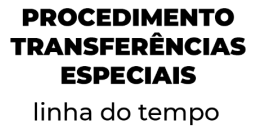 PROCEDIMENTO
TRANSFERÊNCIAS
ESPECIAIS
linha do tempo